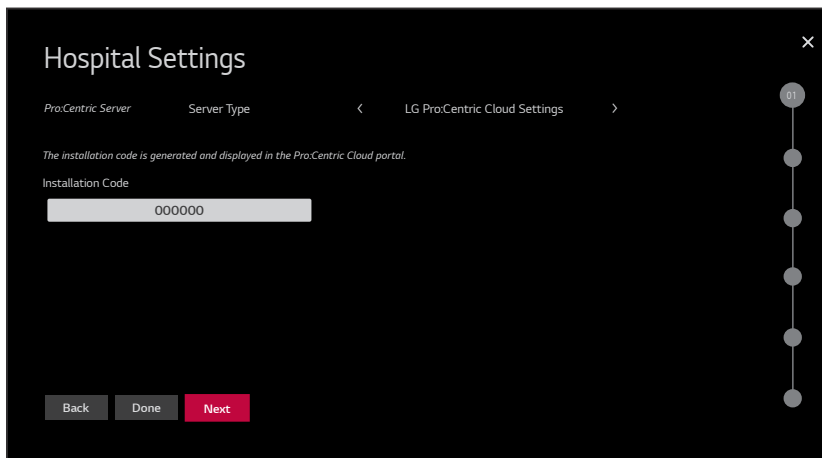 Hospital Settings
×
Pro:Centric Server Server Type < LG Pro:Centric Cloud Settings >
01
The installation code is generated and displayed in the Pro:Centric Cloud portal.
Installation Code
000000
Back Done Next